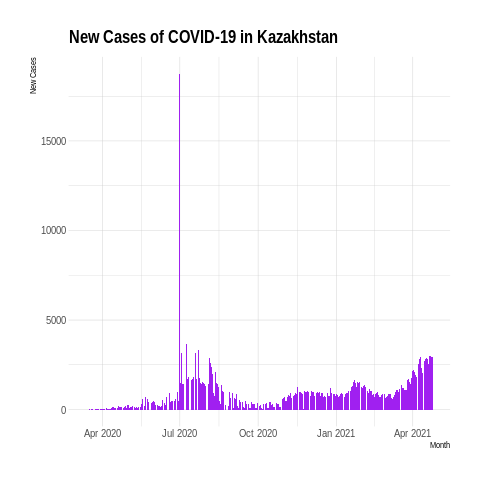 New Cases of COVID-19 in Kazakhstan
New Cases
15000
10000
5000
0
Apr 2020 Jul 2020 Oct 2020 Jan 2021 Apr 2021
Month